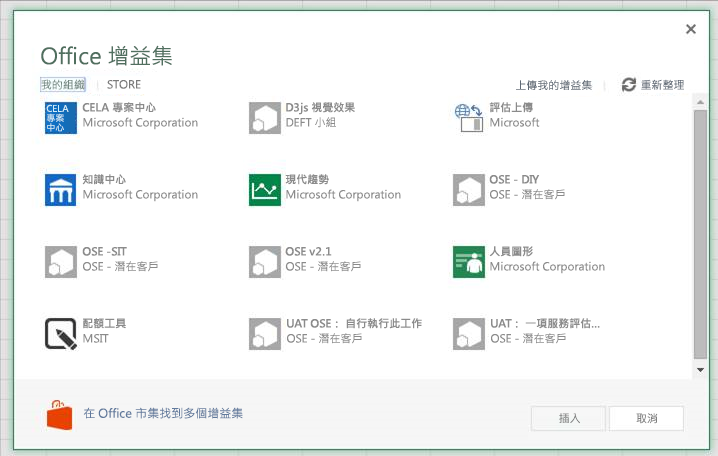 Office 增益集
我的組織 | STORE
上傳我的增益集 | 重新整理
CELA
專案
中心
CELA 專案中心
Microsoft Corporation
D3js 視覺效果
DEFT 小組
評估上傳
Microsoft
知識中心
Microsoft Corporation
現代趨勢
Microsoft Corporation
OSE - DIY
OSE - 潛在客戶
OSE -SIT
OSE - 潛在客戶
OSE v2.1
OSE - 潛在客戶
人員圖形
Microsoft Corporation
配額工具
MSIT
UAT OSE： 自行執行此工作
OSE - 潛在客戶
UAT： 一項服務評估...
OSE - 潛在客戶
在 Office 市集找到多個增益集
插入
取消